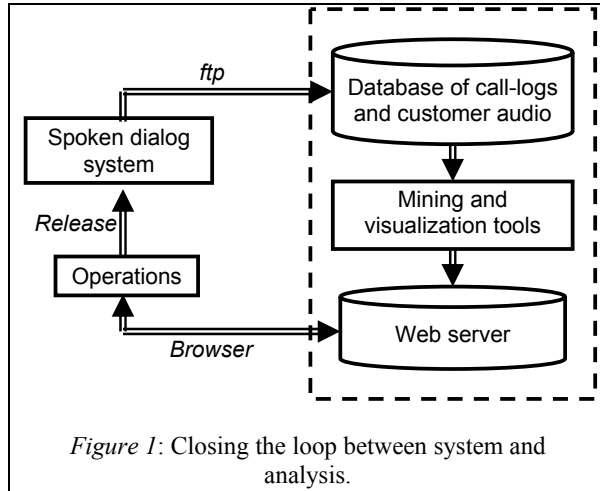 ftp
Database of call-logs
and customer audio
Spoken dialog
system
Mining and
visualization tools
Release
Operations
Web server
Browser
Figure 1: Closing the loop between system and
analysis.